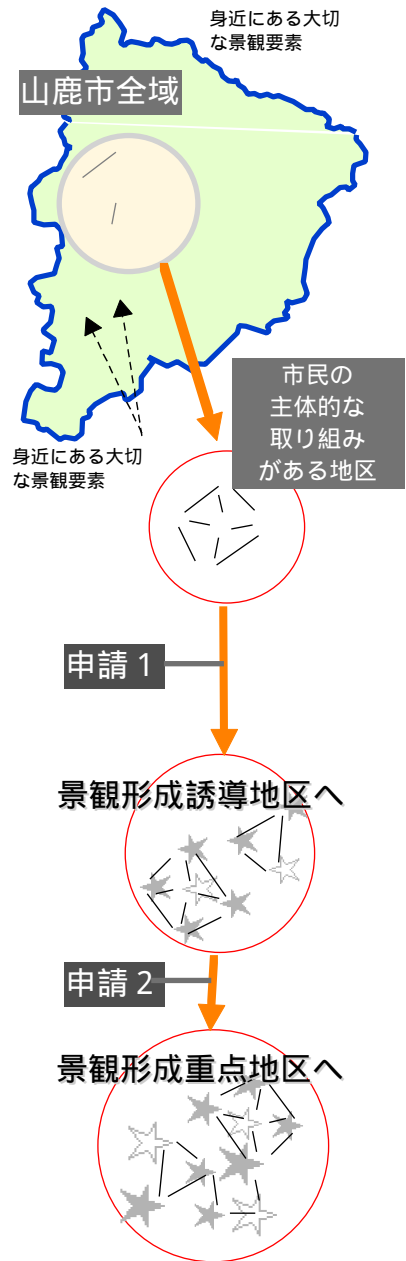 身近にある大切
な景観要素
山鹿市全域
市民の
主体的な
取り組み
がある地区
身近にある大切
な景観要素
申請1
景観形成誘導地区へ
申請2
景観形成重点地区へ